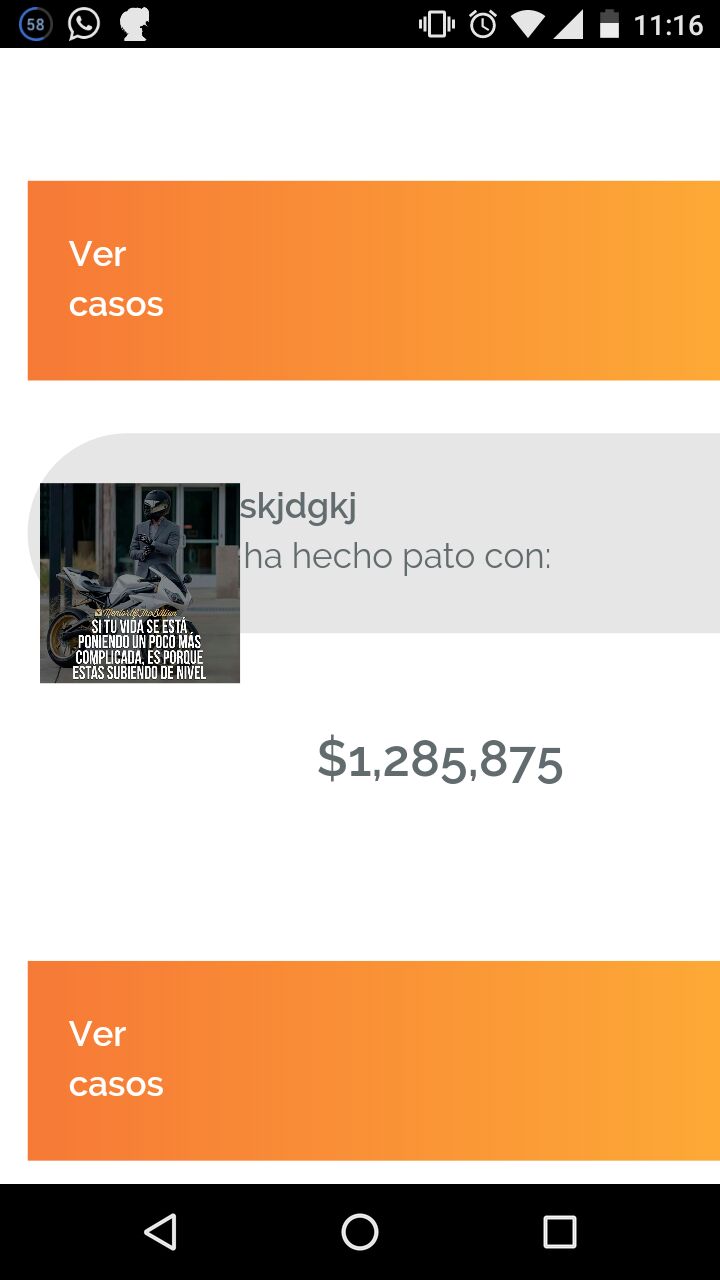 58
11:16
Ver
casos
skjdgkj
ha hecho pato con:
SI TU VIDA SE ESTÁ
PONIENDO UN POCO MÁS
COMPLICADA, ES PORQUE
ESTAS SUBIENDO DE NIVEL
$1,285,875
Ver
casos